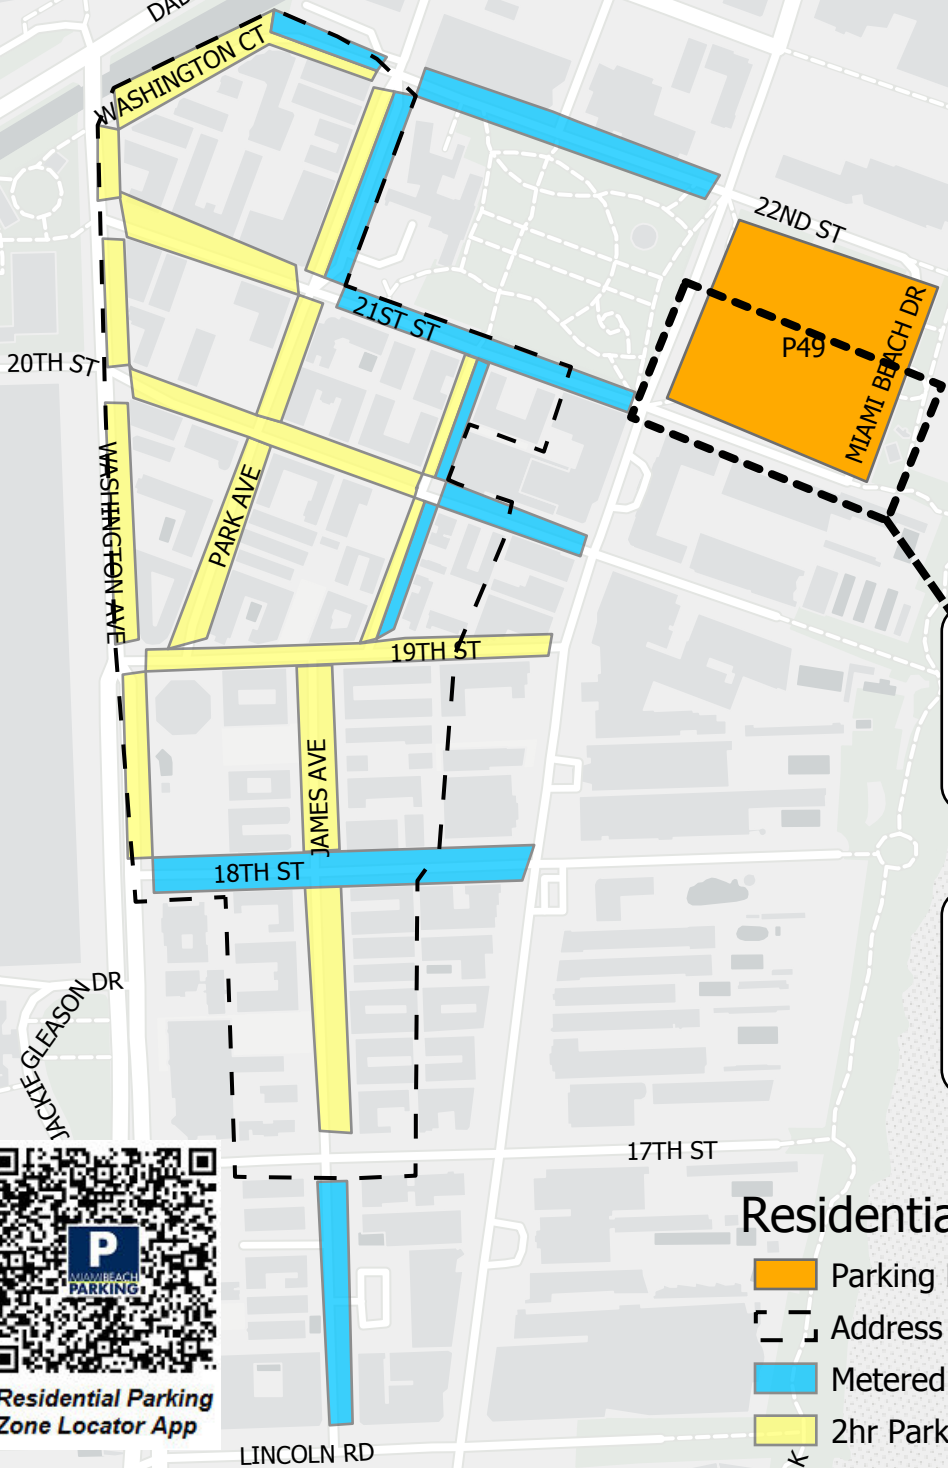 WASHINGTON CT
22ND ST
21ST ST
P49
MIAMI BEACH DR
20TH ST
WASHINGTON AVE
PARK AVE
19TH ST
JAMES AVE
18TH ST
JACKIE GLEASON DR
17TH ST
P
MIAMIBEACH
PARKING
Residential Parking
Zone Locator App
LINCOLN RD
Residentia
Parking
Address
Metered
2hr Park
K